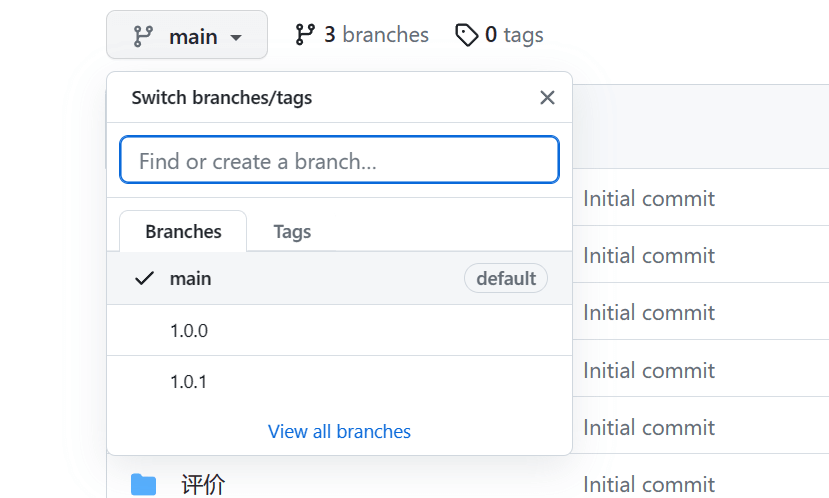 main 3 branches 0 tags
Switch branches/tags
Find or create a branch...
Branches Tags
Initial commit
main default
Initial commit
1.0.0
Initial commit
1.0.1
Initial commit
View all branches
Initial commit
评价 Initial commit